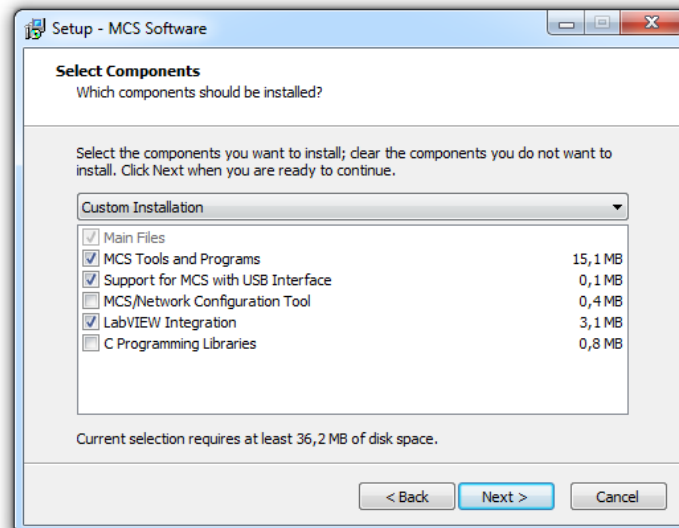 Setup - MCS Software
Select Components
Which components should be installed?
Select the components you want to install; clear the components you do not want to
install. Click Next when you are ready to continue.
Custom Installation
Main Files
MCS Tools and Programs 15,1 MB
Support for MCS with USB Interface 0,1 MB
MCS/Network Configuration Tool 0,4 MB
LabVIEW Integration 3,1 MB
C Programming Libraries 0,8 MB
Current selection requires at least 36,2 MB of disk space.
< Back Next > Cancel